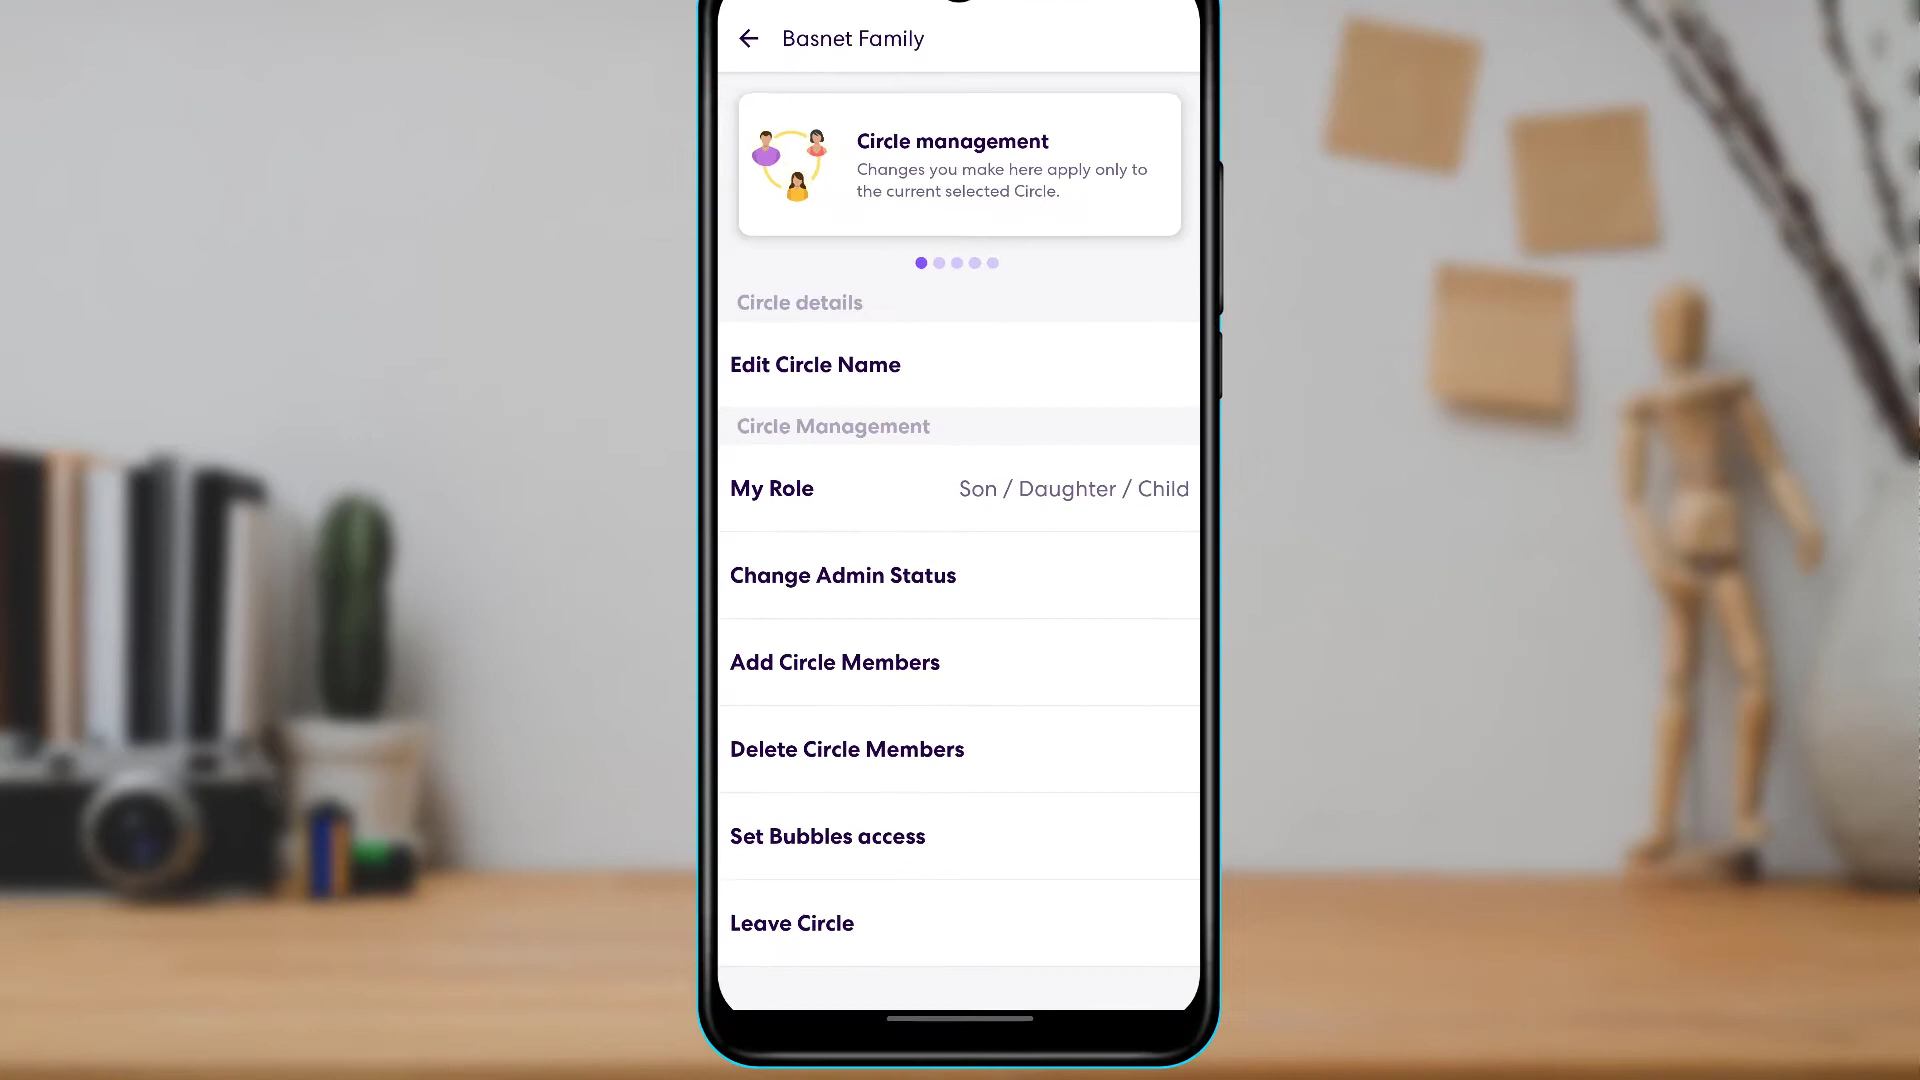 Basnet Family
Circle management
Changes you make here apply only to
the current selected Circle.
Circle details
Edit Circle Name
Circle Management
My Role Son / Daughter / Child
Change Admin Status
Add Circle Members
Delete Circle Members
Set Bubbles access
Leave Circle